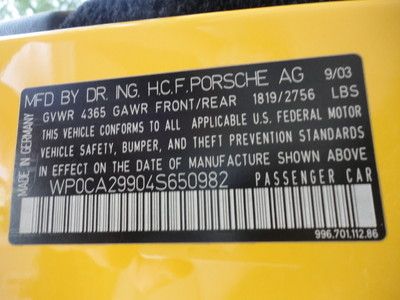 MFD BY DR. ING. H.C.F. PORSCHE AG 9/03
GVWR 4365 GAWR FRONT/REAR 1819/2756 LBS
THIS VEHICLE CONFORMS TO ALL APPLICABLE U.S. FEDERAL MOTOR
VEHICLE SAFETY, BUMPER, AND THEFT PREVENTION STANDARDS
IN EFFECT ON THE DATE OF MANUFACTURE SHOWN ABOVE
WP0CA29904S650982 PASSENGER CAR
996.701.112.86
MADE IN GERMANY